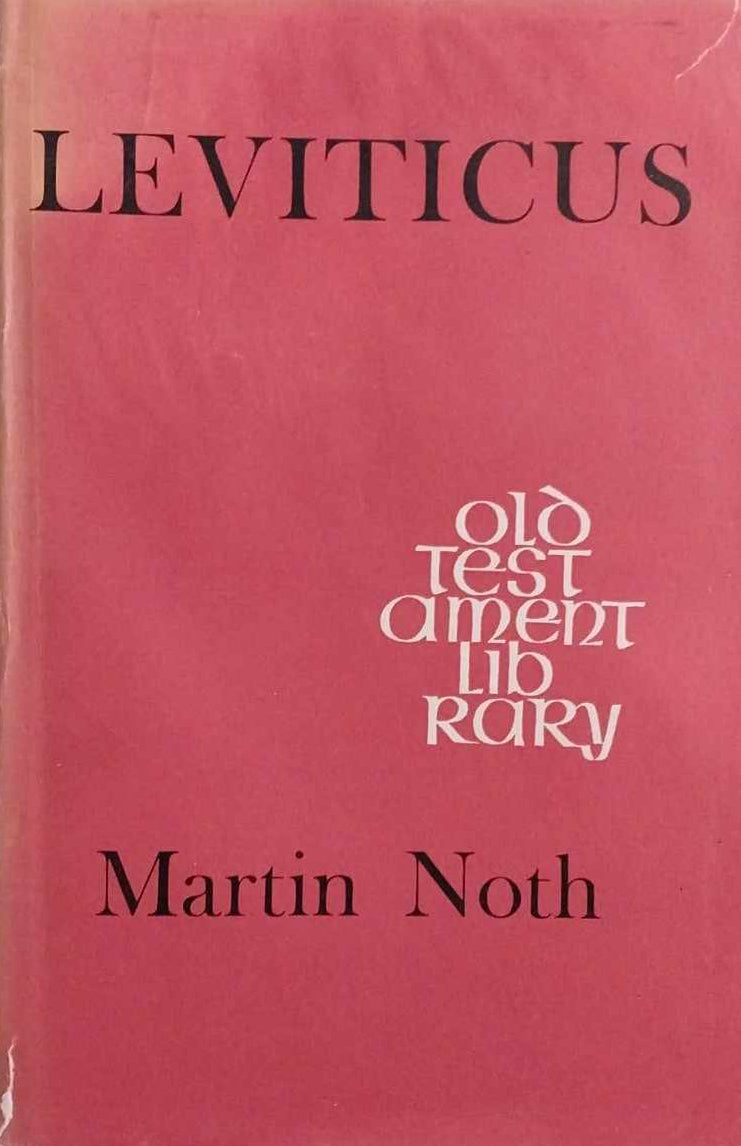 LEVITICUS
old
test
ament
lib
rary
Martin Noth